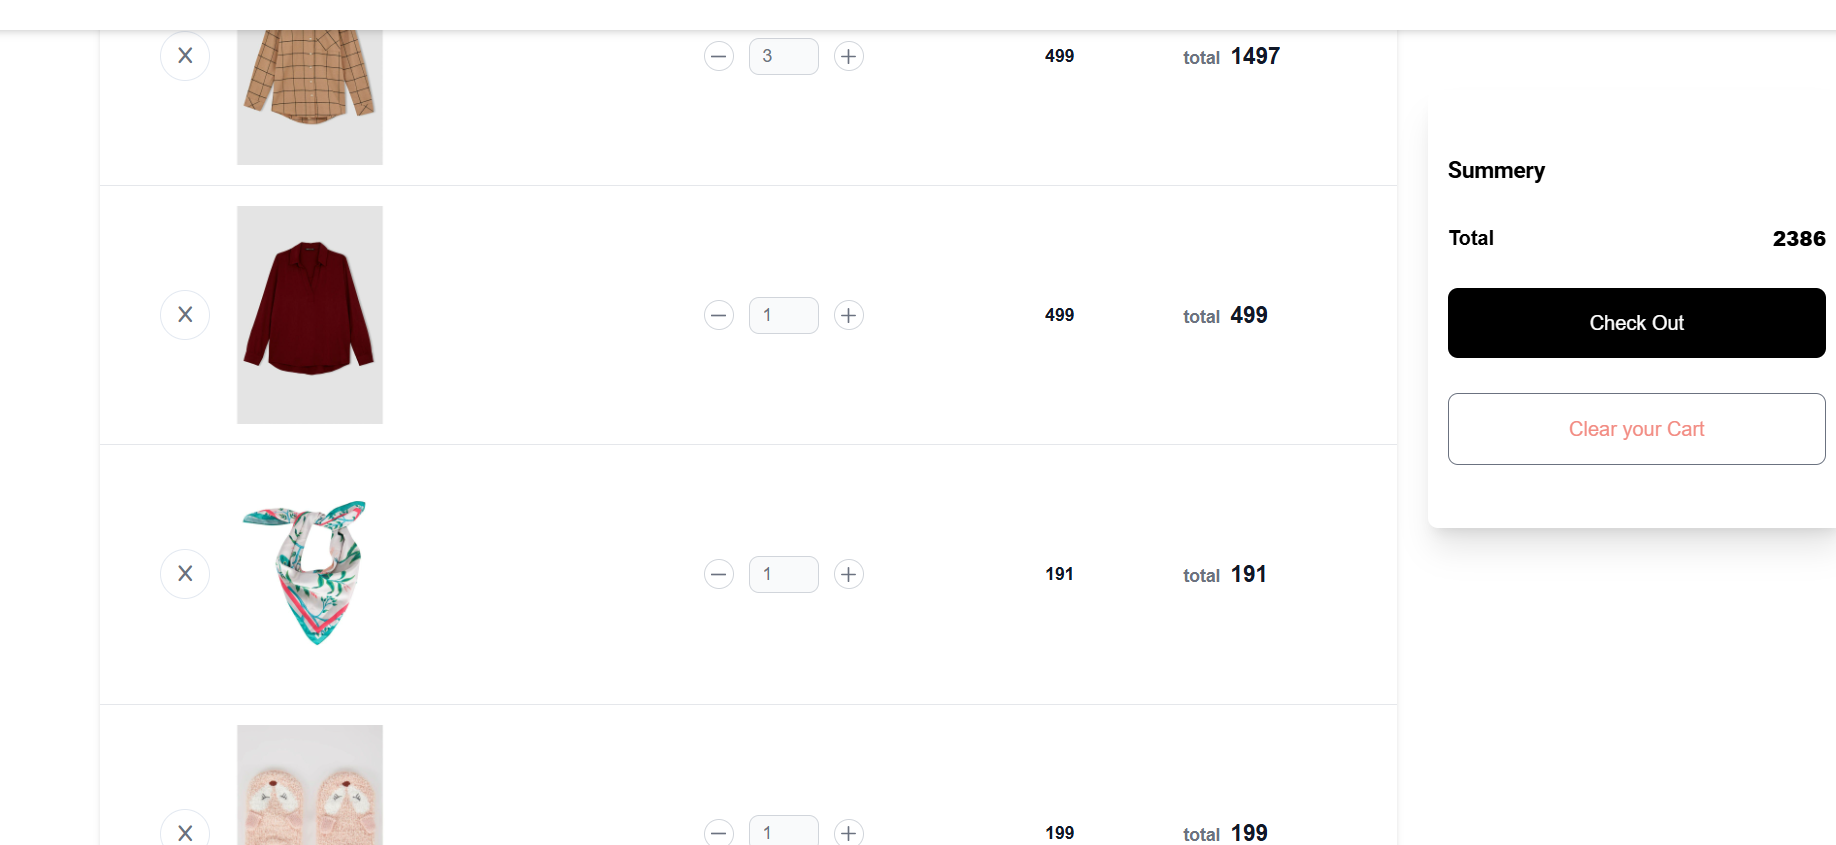 X 3 499 total 1497
Summery
Total 2386
X 1 499 total 499
Check Out
Clear your Cart
X 1 191 total 191
X 1 199 total 199